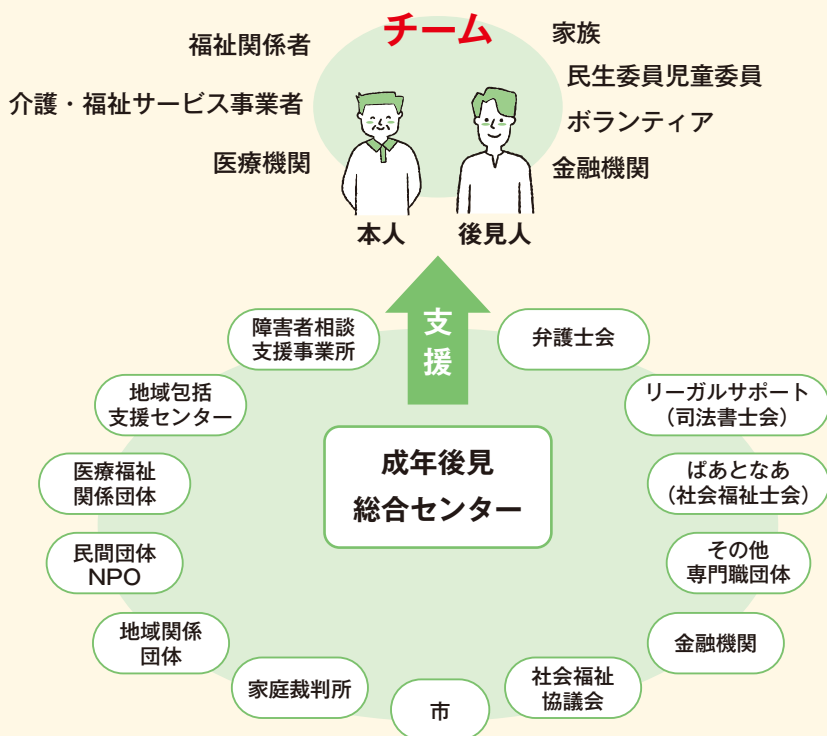 チーム
福祉関係者
介護・福祉サービス事業者
医療機関
家族
民生委員児童委員
ボランティア
金融機関
本人
後見人
支援
成年後見
総合センター
障害者相談
支援事業所
地域包括
支援センター
医療福祉
関係団体
民間団体
NPO
地域関係
団体
家庭裁判所
市
社会福祉
協議会
金融機関
その他
専門職団体
ぱあとなあ
（社会福祉士会）
リーガルサポート
（司法書士会）
弁護士会